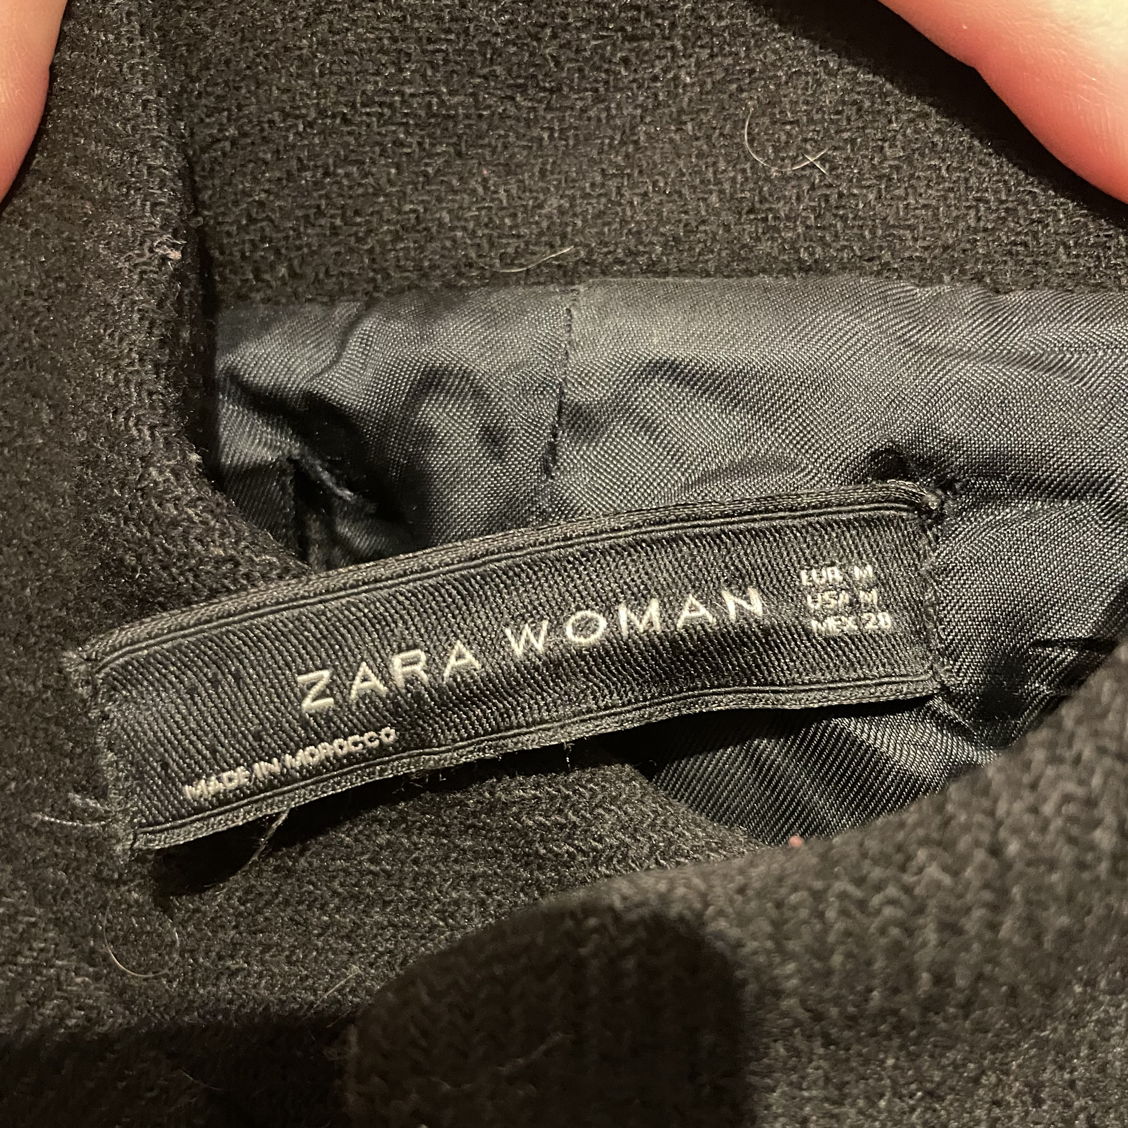 ZARA WOMAN
EUR M
USA M
MEX 28
MADE IN MOROCCO